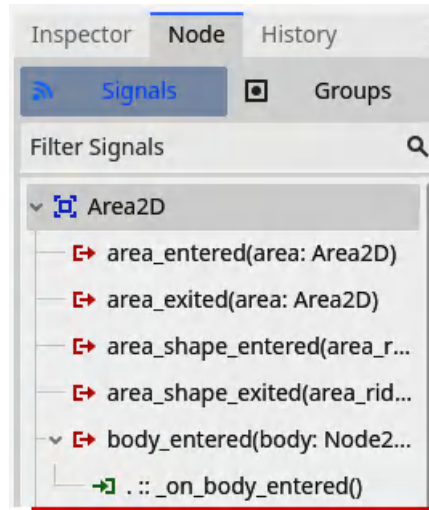 Inspector Node History
Signals Groups
Filter Signals
Area2D
area_entered(area: Area2D)
area_exited(area: Area2D)
area_shape_entered(area_r...
area_shape_exited(area_rid...
body_entered(body: Node2...
. :: _on_body_entered()